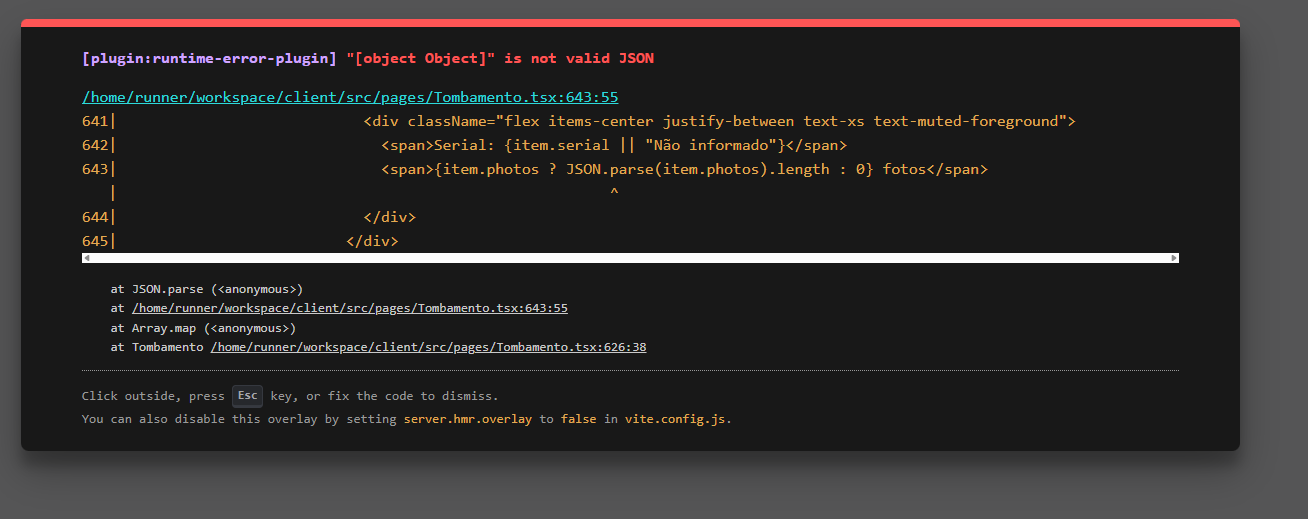 [plugin:runtime-error-plugin] "[object Object]" is not valid JSON
/home/runner/workspace/client/src/pages/Tombamento.tsx:643:55
641| <div className="flex items-center justify-between text-xs text-muted-foreground">
642| <span>Serial: {item.serial || "Não informado"}</span>
643| <span>{item.photos ? JSON.parse(item.photos).length : 0} fotos</span>
| ^
644| </div>
645| </div>
at JSON.parse (<anonymous>)
at /home/runner/workspace/client/src/pages/Tombamento.tsx:643:55
at Array.map (<anonymous>)
at Tombamento /home/runner/workspace/client/src/pages/Tombamento.tsx:626:38
Click outside, press Esc key, or fix the code to dismiss.
You can also disable this overlay by setting server.hmr.overlay to false in vite.config.js.